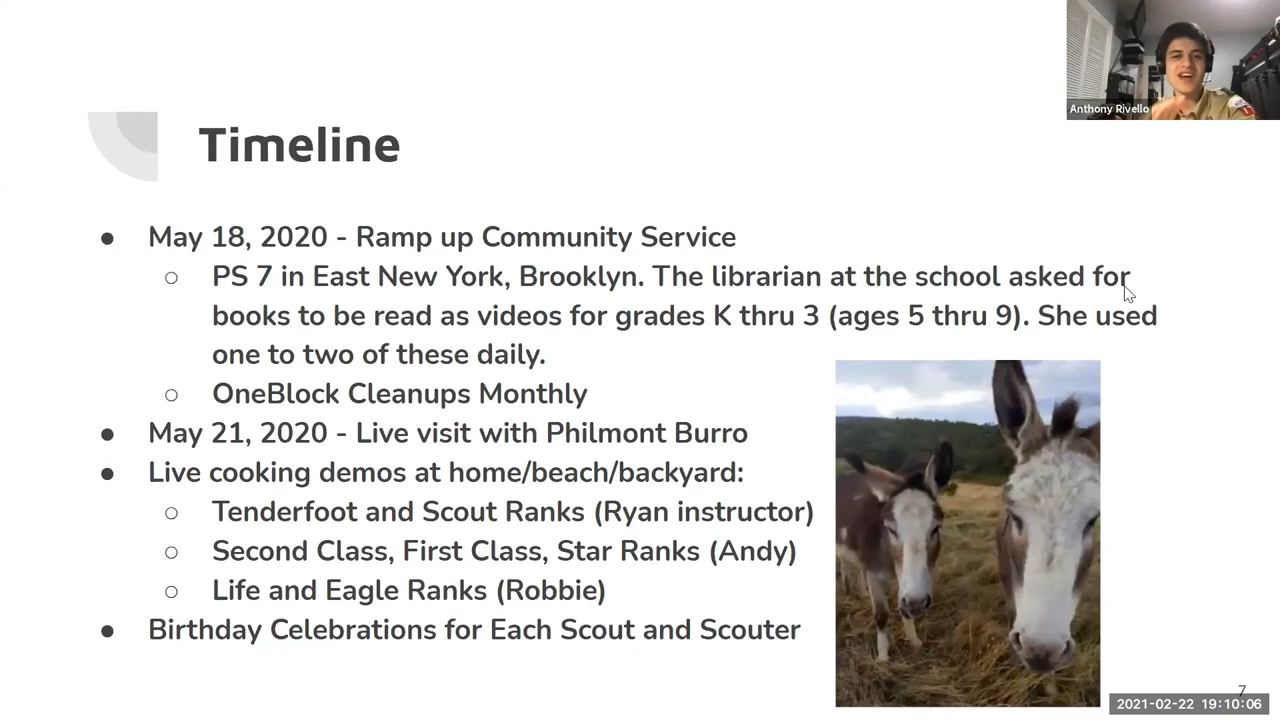 Anthony Rivello
Timeline
● May 18, 2020 - Ramp up Community Service
○ PS 7 in East New York, Brooklyn. The librarian at the school asked for
books to be read as videos for grades K thru 3 (ages 5 thru 9). She used
one to two of these daily.
○ OneBlock Cleanups Monthly
● May 21, 2020 - Live visit with Philmont Burro
● Live cooking demos at home/beach/backyard:
○ Tenderfoot and Scout Ranks (Ryan instructor)
○ Second Class, First Class, Star Ranks (Andy)
○ Life and Eagle Ranks (Robbie)
● Birthday Celebrations for Each Scout and Scouter
7
2021-02-22 19:10:06